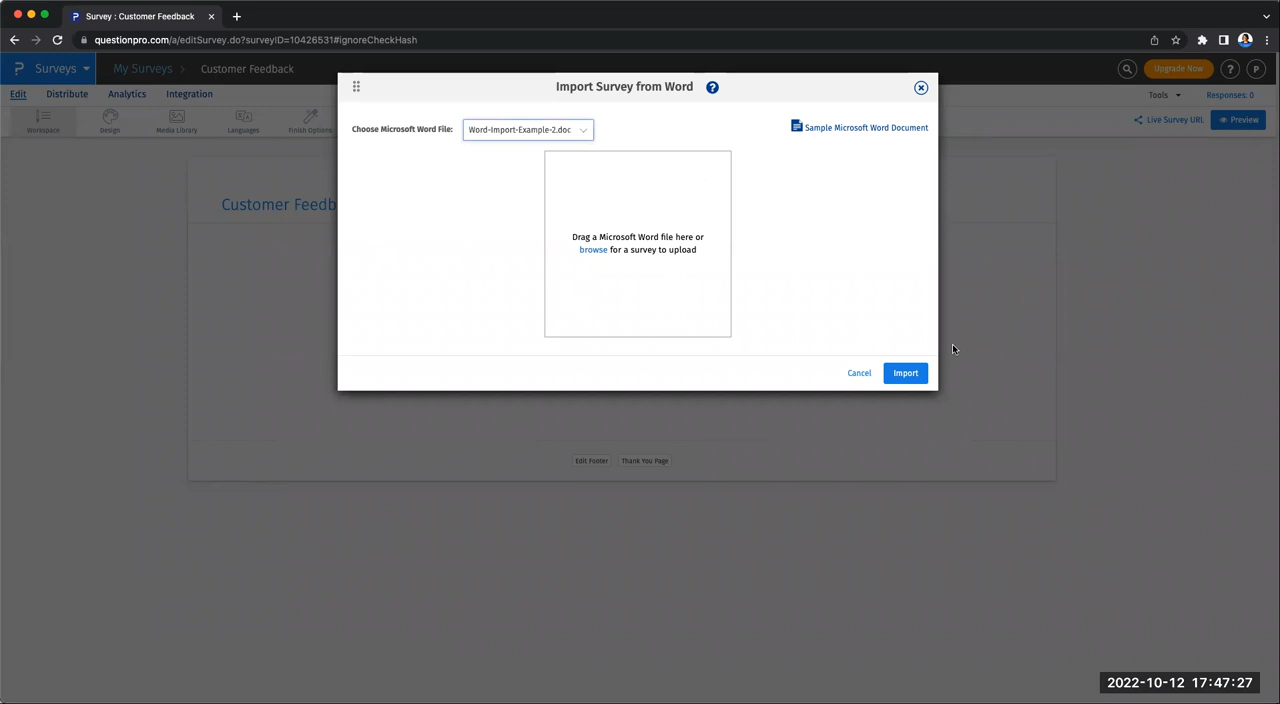 Survey : Customer Feedback
questionpro.com/a/editSurvey.do?surveyID=10426531#ignoreCheckHash
P Surveys My Surveys Customer Feedback Upgrade Now ? P
Edit Distribute Analytics Integration Tools Responses: 0
Workspace Design Media Library Languages Finish Options Live Survey URL Preview
Import Survey from Word ?
Choose Microsoft Word File: Word-Import-Example-2.doc Sample Microsoft Word Document
Customer Feedb
Drag a Microsoft Word file here or
browse for a survey to upload
Cancel Import
Edit Footer Thank You Page
2022-10-12 17:47:27